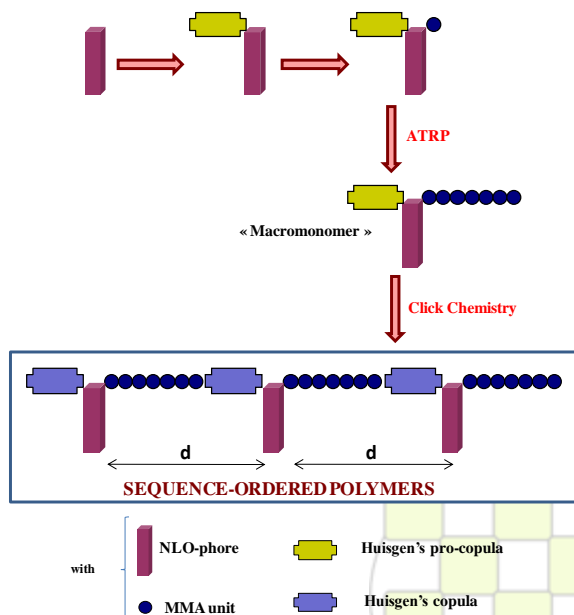 ATRP
« Macromonomer »
Click Chemistry
d d
SEQUENCE-ORDERED POLYMERS
with
NLO-phore
Huisgen's pro-copula
MMA unit
Huisgen's copula